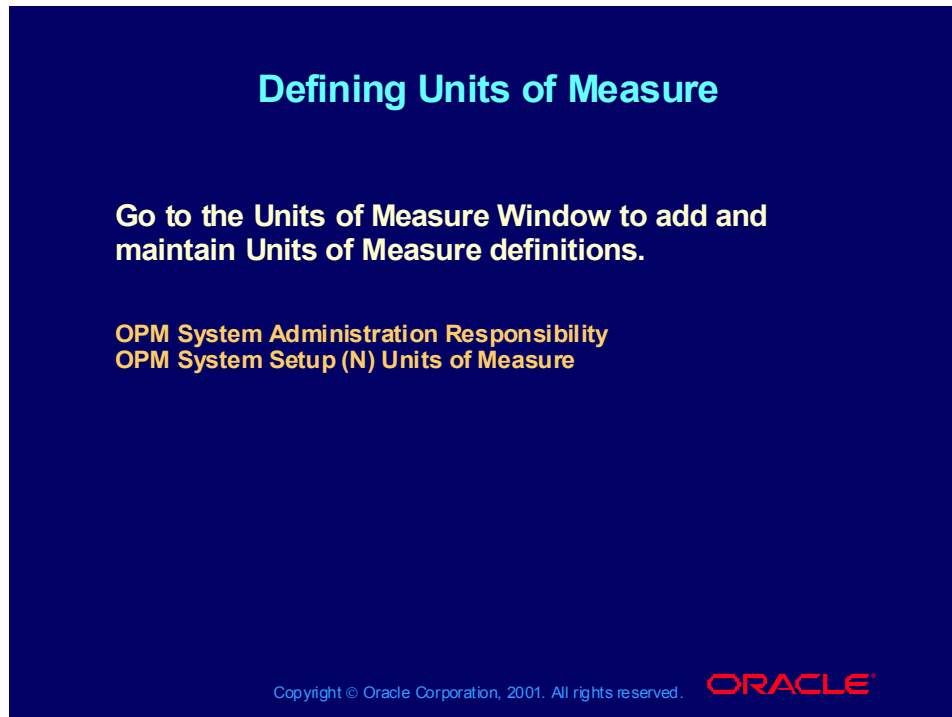 Defining Units of Measure
Go to the Units of Measure Window to add and
maintain Units of Measure definitions.
OPM System Administration Responsibility
OPM System Setup (N) Units of Measure
Copyright © Oracle Corporation, 2001. All rights reserved.
ORACLE®